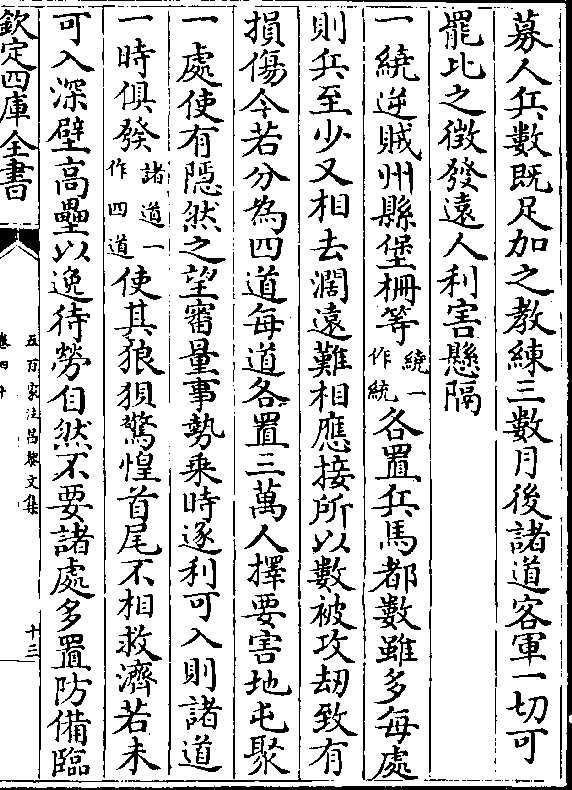 募人兵數既足加之教練三數月後諸道客軍一切可
罷比之徴發遠人利害懸隔
一繞逆賊州縣堡柵等繞一作統各置兵馬都數雖多每處
則兵至少又相去濶遠難相應接所以數被攻刼致有
損傷今若分為四道每道各置三萬人擇要害地屯聚
一處使有隱然之望審量事勢乗時逐利可入則諸道
一時俱發諸道一作四道使其狼狽驚惶首尾不相救濟若未
可入深壁高壘以逸待勞自然不要諸處多置防備臨
欽定四庫全書
五百家注昌黎文集
卷四十
十三